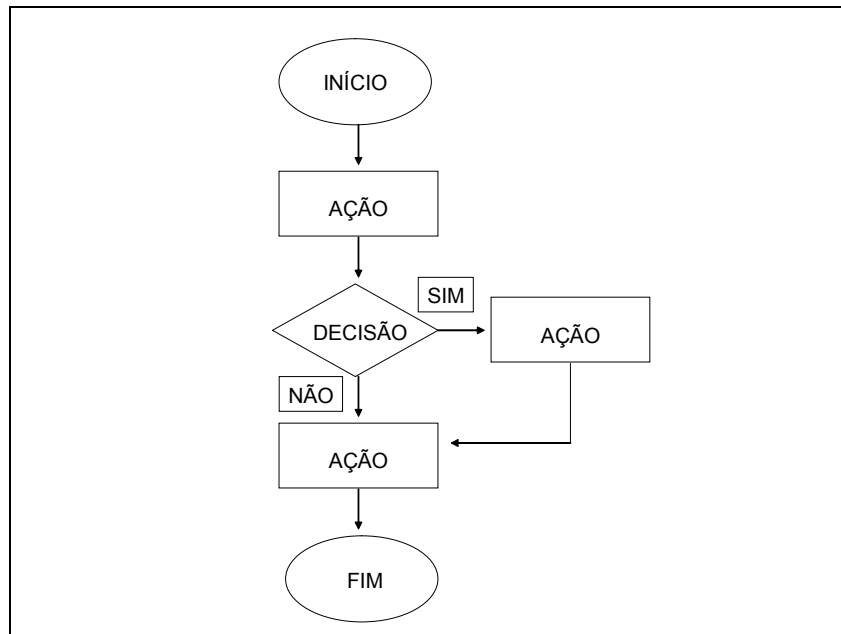 INÍCIO
AÇÃO
SIM
DECISÃO
AÇÃO
NÃO
AÇÃO
FIM